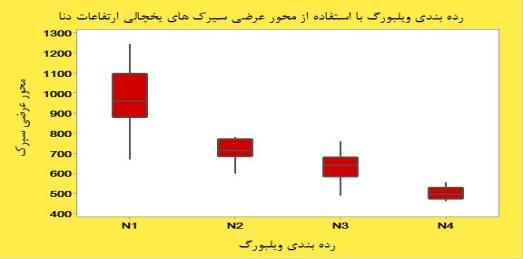 رده بندی ویلبورگ با استفاده از محور عرضی سیرک های یخچالی ارتفاعات دنا
محور عرضی سیرک
1300
1200
1100
1000
900
800
700
600
500
400
N1 N2 N3 N4
رده بندی ویلبورگ